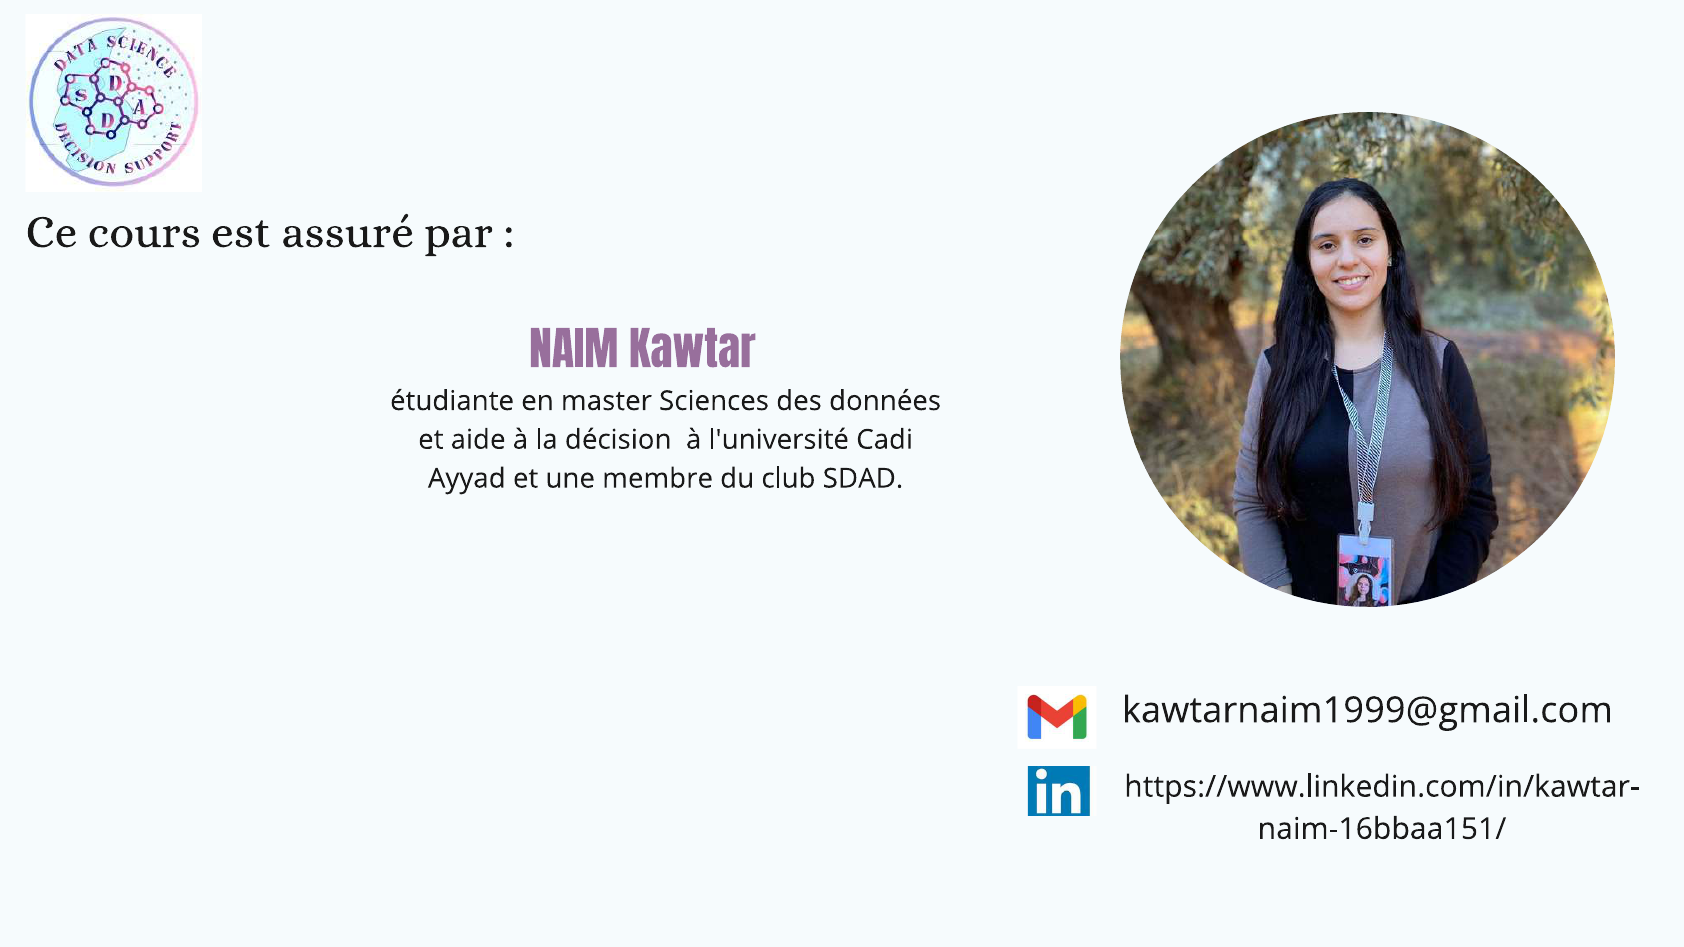 DATA SCIENCE
S D D A
DECISION SUPPORT
Ce cours est assuré par :
NAIM Kawtar
étudiante en master Sciences des données
et aide à la décision à l'université Cadi
Ayyad et une membre du club SDAD.
kawtarnaim1999@gmail.com
in
https://www.linkedin.com/in/kawtar-
naim-16bbaa151/